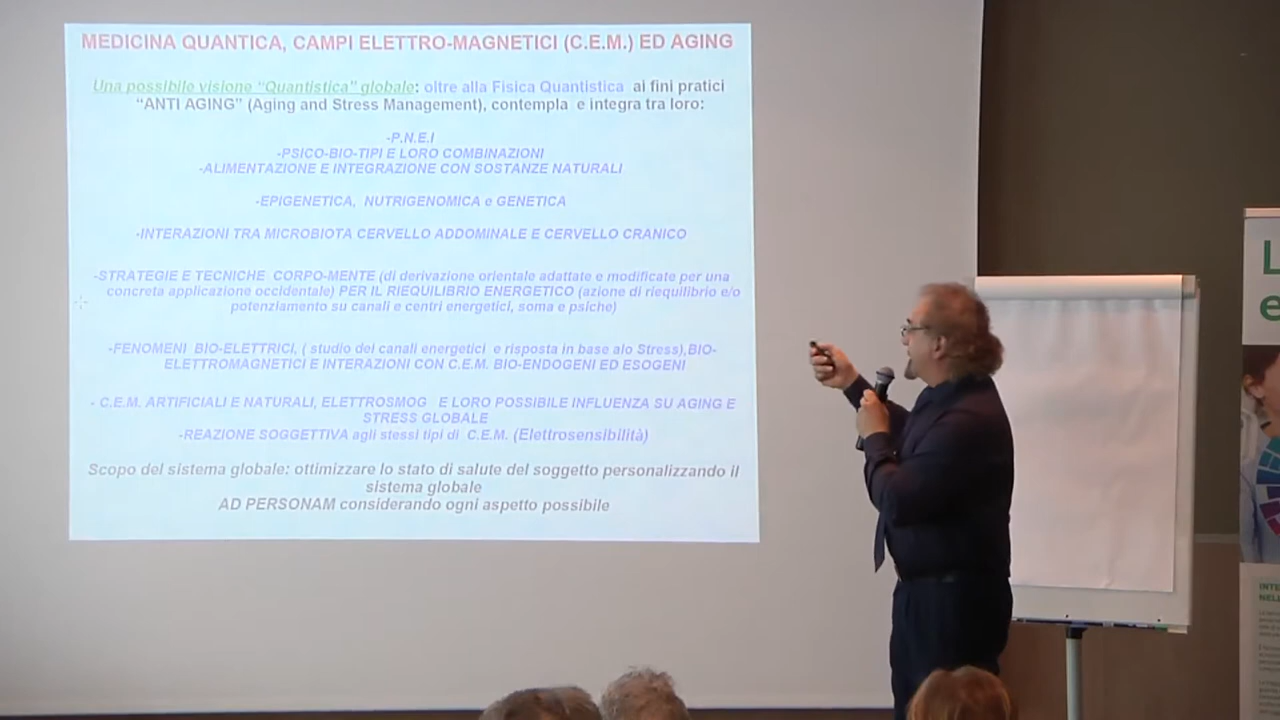 MEDICINA QUANTICA, CAMPI ELETTRO-MAGNETICI (C.E.M.) ED AGING
Una possibile visione “Quantistica” globale: oltre alla Fisica Quantistica ai fini pratici
“ANTI AGING” (Aging and Stress Management), contempla e integra tra loro:
-P.N.E.I
-PSICO-BIO-TIPI E LORO COMBINAZIONI
-ALIMENTAZIONE E INTEGRAZIONE CON SOSTANZE NATURALI
-EPIGENETICA, NUTRIGENOMICA e GENETICA
-INTERAZIONI TRA MICROBIOTA CERVELLO ADDOMINALE E CERVELLO CRANICO
-STRATEGIE E TECNICHE CORPO-MENTE (di derivazione orientale adattate e modificate per una
concreta applicazione occidentale) PER IL RIEQUILIBRIO ENERGETICO (azione di riequilibrio e/o
potenziamento su canali e centri energetici, soma e psiche)
-FENOMENI BIO-ELETTRICI, ( studio dei canali energetici e risposta in base alo Stress),BIO-
ELETTROMAGNETICI E INTERAZIONI CON C.E.M. BIO-ENDOGENI ED ESOGENI
- C.E.M. ARTIFICIALI E NATURALI, ELETTROSMOG E LORO POSSIBILE INFLUENZA SU AGING E
STRESS GLOBALE
-REAZIONE SOGGETTIVA agli stessi tipi di C.E.M. (Elettrosensibilità)
Scopo del sistema globale: ottimizzare lo stato di salute del soggetto personalizzando il
sistema globale
AD PERSONAM considerando ogni aspetto possibile
L
e
INTE
NELL